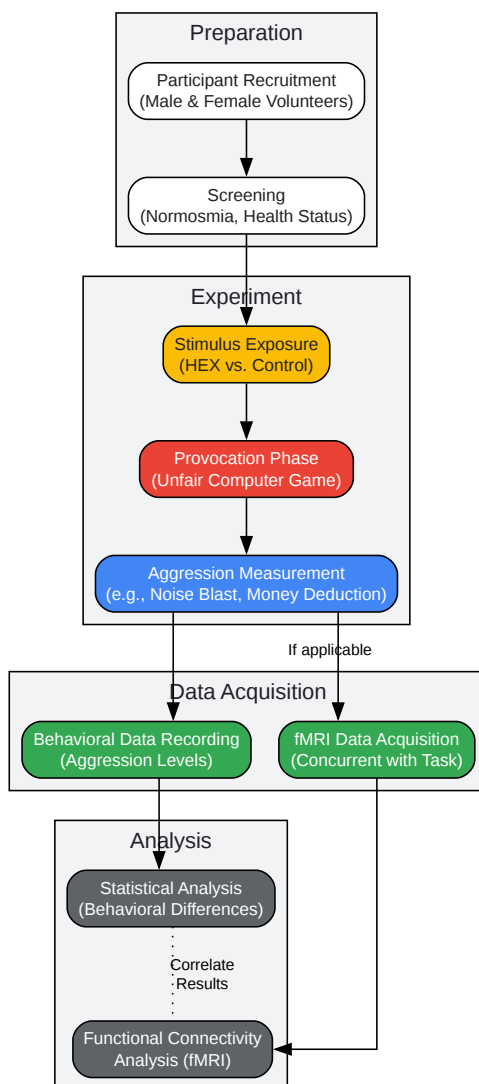 Preparation
Participant Recruitment
(Male & Female Volunteers)
Screening
(Normosmia, Health Status)
Experiment
Stimulus Exposure
(HEX vs. Control)
Provocation Phase
(Unfair Computer Game)
Aggression Measurement
(e.g., Noise Blast, Money Deduction)
If applicable
Data Acquisition
Behavioral Data Recording
(Aggression Levels)
fMRI Data Acquisition
(Concurrent with Task)
Analysis
Statistical Analysis
(Behavioral Differences)
Correlate
Results
Functional Connectivity
Analysis (fMRI)